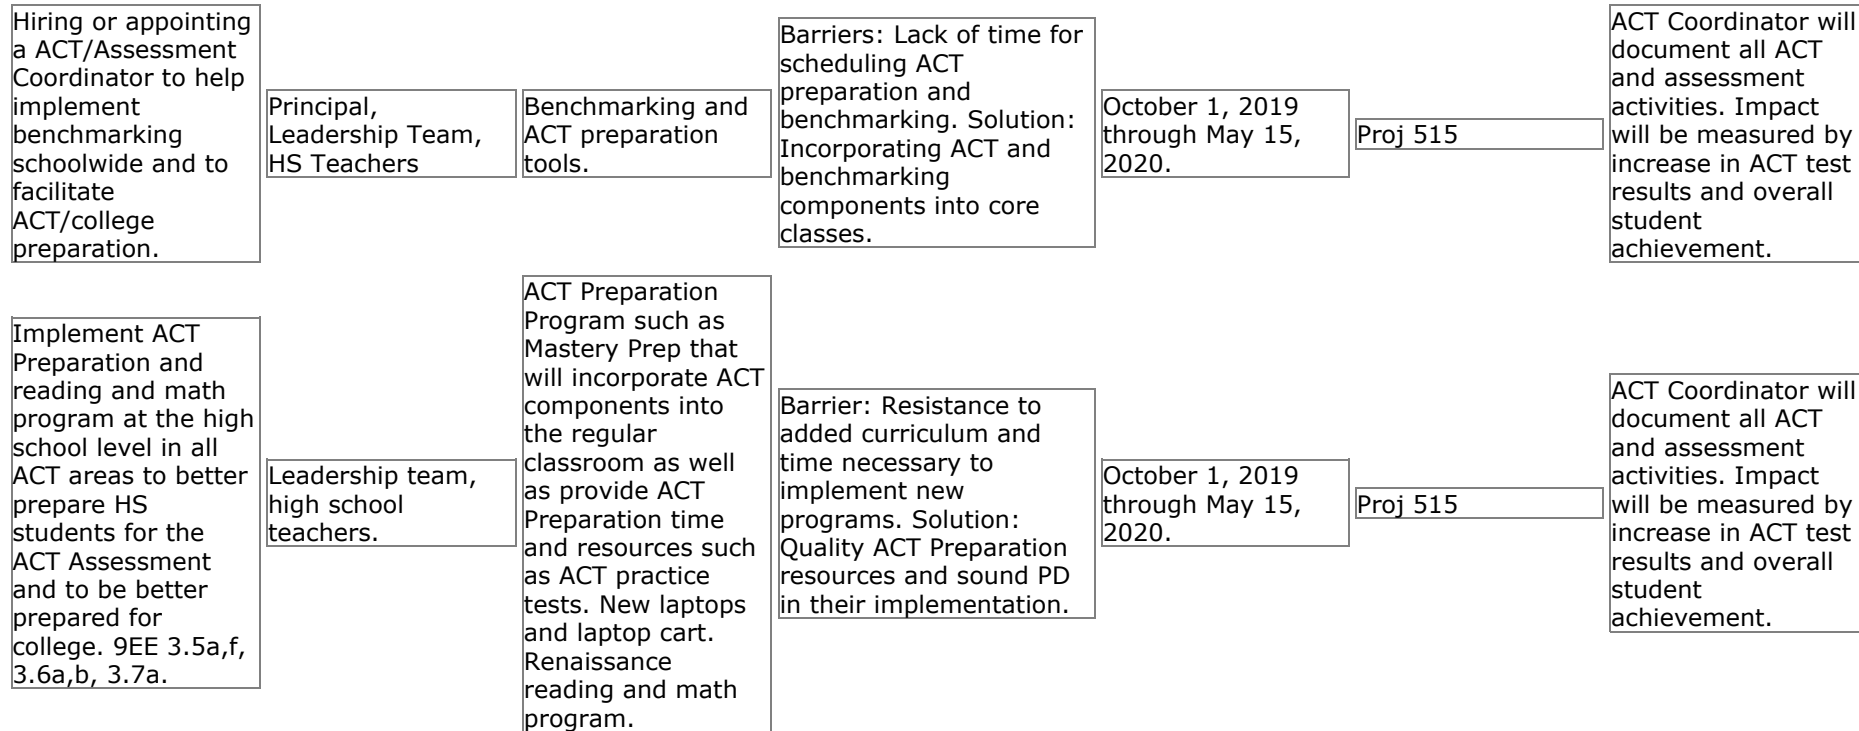 Hiring or appointing
a ACT/Assessment
Coordinator to help
implement
benchmarking
schoolwide and to
facilitate
ACT/college
preparation.
Principal,
Leadership Team,
HS Teachers
Benchmarking and
ACT preparation
tools.
Barriers: Lack of time for
scheduling ACT
preparation and
benchmarking. Solution:
Incorporating ACT and
benchmarking
components into core
classes.
October 1, 2019
through May 15,
2020.
Proj 515
ACT Coordinator will
document all ACT
and assessment
activities. Impact
will be measured by
increase in ACT test
results and overall
student
achievement.
Implement ACT
Preparation and
reading and math
program at the high
school level in all
ACT areas to better
prepare HS
students for the
ACT Assessment
and to be better
prepared for
college. 9EE 3.5a,f,
3.6a,b, 3.7a.
Leadership team,
high school
teachers.
ACT Preparation
Program such as
Mastery Prep that
will incorporate ACT
components into
the regular
classroom as well
as provide ACT
Preparation time
and resources such
as ACT practice
tests. New laptops
and laptop cart.
Renaissance
reading and math
program.
Barrier: Resistance to
added curriculum and
time necessary to
implement new
programs. Solution:
Quality ACT Preparation
resources and sound PD
in their implementation.
October 1, 2019
through May 15,
2020.
Proj 515
ACT Coordinator will
document all ACT
and assessment
activities. Impact
will be measured by
increase in ACT test
results and overall
student
achievement.